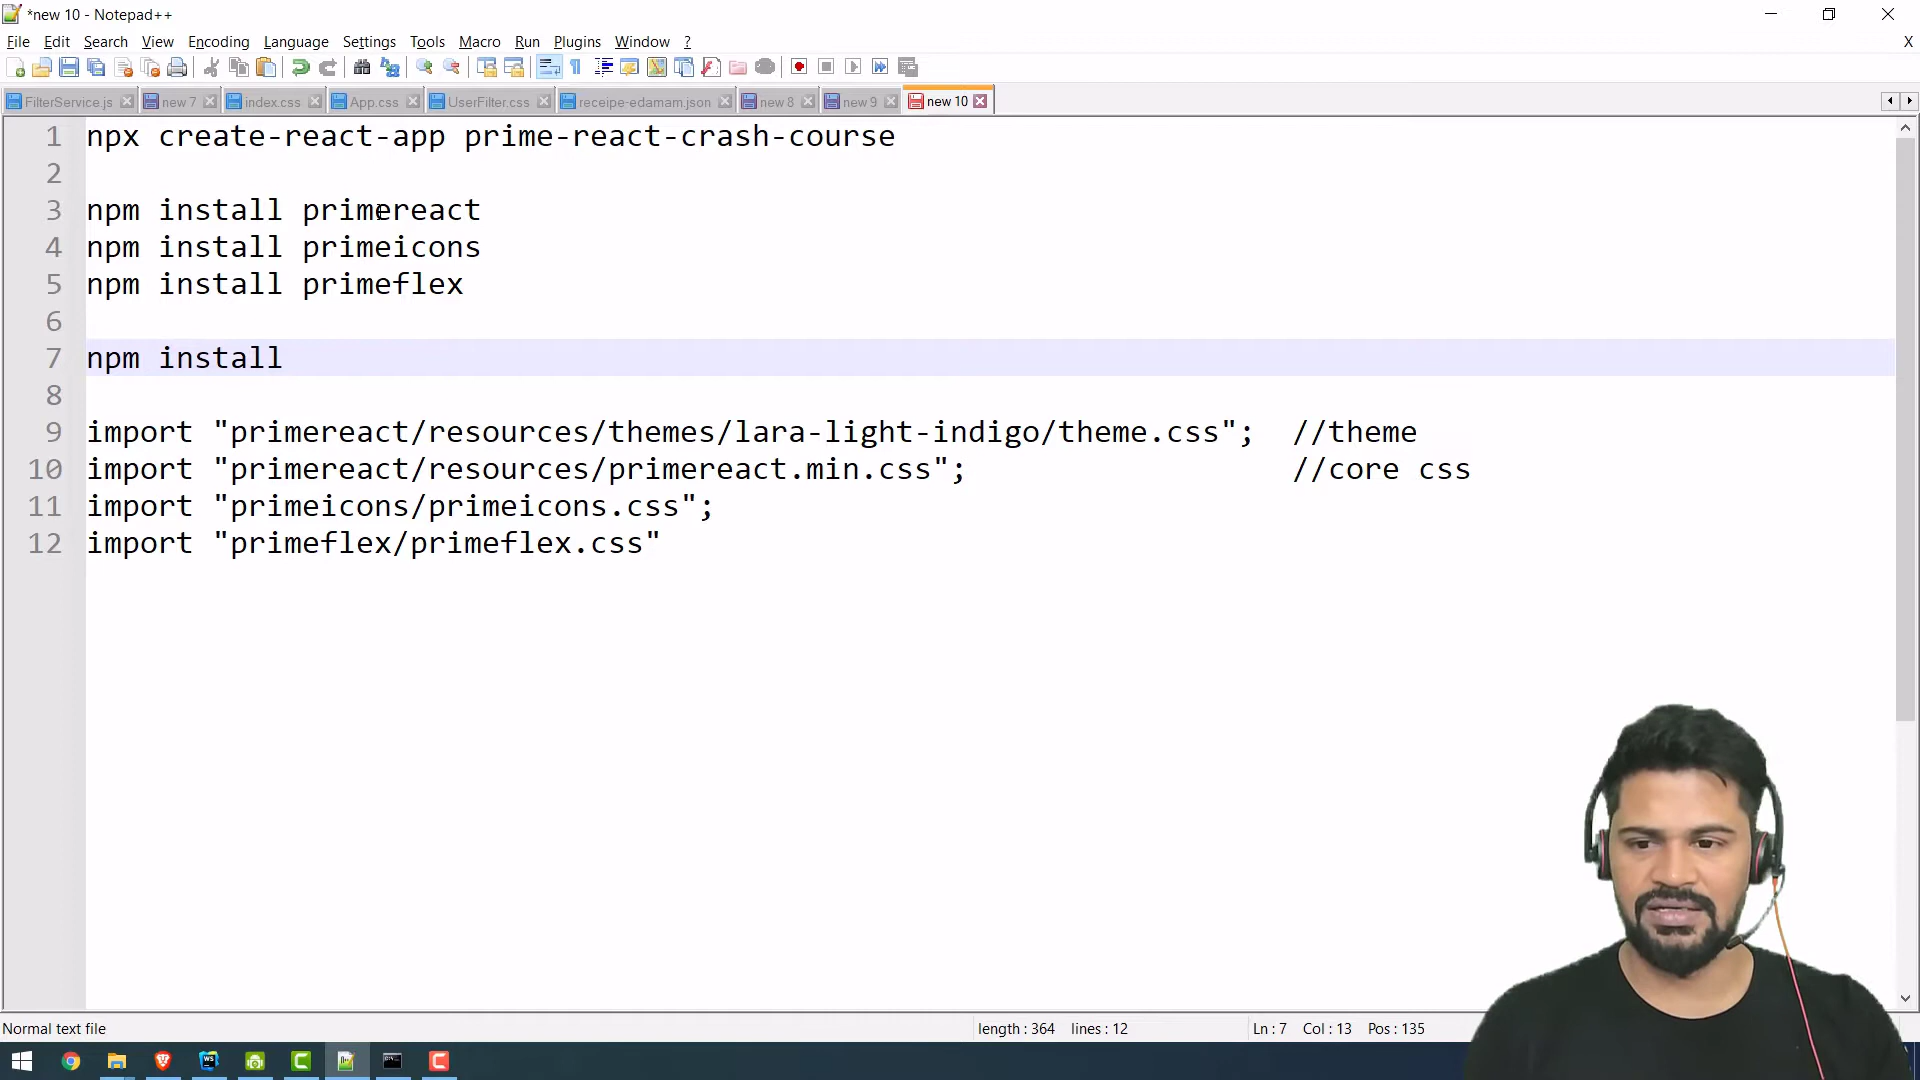 *new 10 - Notepad++
File Edit Search View Encoding Language Settings Tools Macro Run Plugins Window ? X
FilterService.js new 7 index.css App.css UserFilter.css receipe-edamam.json new 8 new 9 new 10
1 npx create-react-app prime-react-crash-course
2
3 npm install primereact
4 npm install primeicons
5 npm install primeflex
6
7 npm install
8
9 import "primereact/resources/themes/lara-light-indigo/theme.css"; //theme
10 import "primereact/resources/primereact.min.css"; //core css
11 import "primeicons/primeicons.css";
12 import "primeflex/primeflex.css"
Normal text file length : 364 lines : 12 Ln : 7 Col : 13 Pos : 135